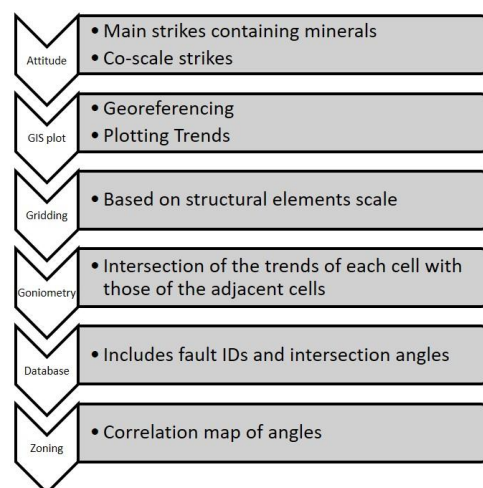 Attitude
• Main strikes containing minerals
• Co-scale strikes
GIS plot
• Georeferencing
• Plotting Trends
Gridding
• Based on structural elements scale
Goniometry
• Intersection of the trends of each cell with
those of the adjacent cells
Database
• Includes fault IDs and intersection angles
Zoning
• Correlation map of angles